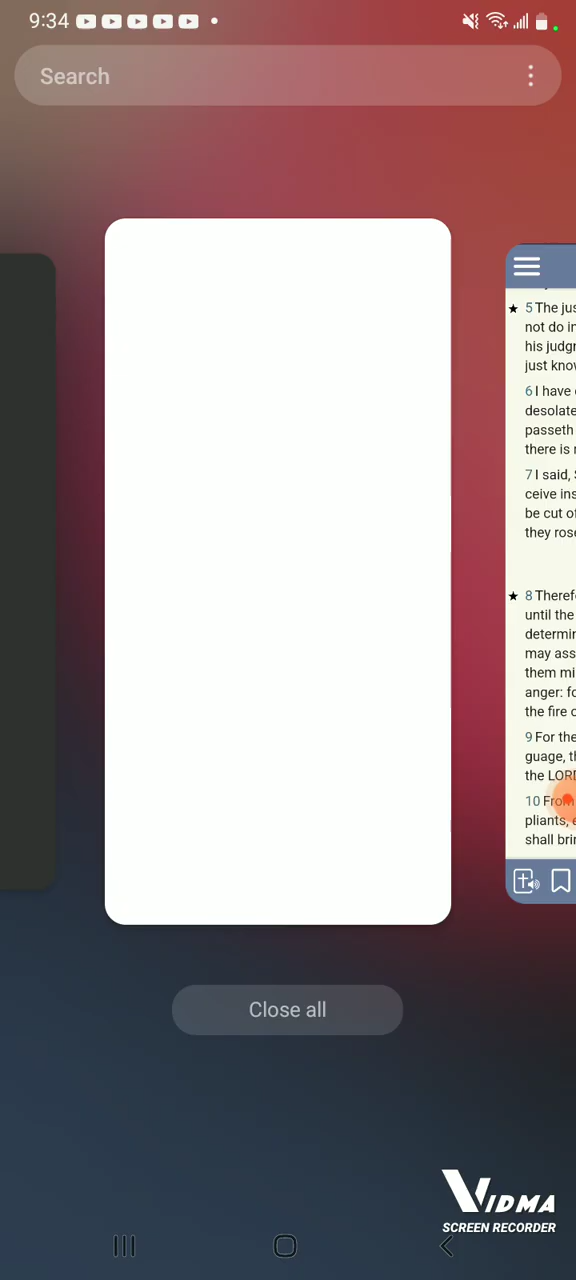 9:34
Search
5 The jus
not do in
his judgm
just know
6 I have
desolate
passeth
there is
7 I said,
ceive ins
be cut of
they rose
8 Therefo
until the
determin
may ass
them mi
anger: fo
the fire o
9 For the
guage, th
the LORD
10 From
pliants, e
shall brin
Close all
VIDMA
SCREEN RECORDER